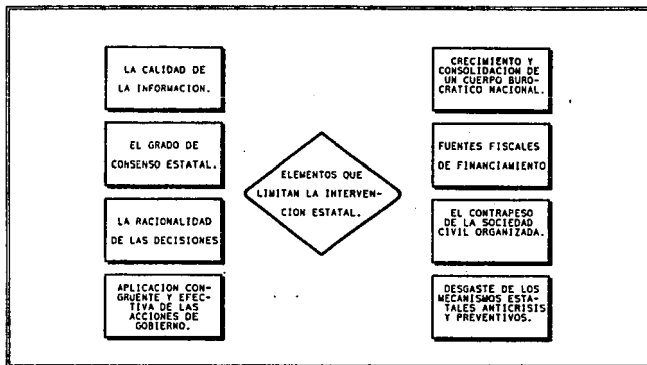 LA CALIDAD DE
LA INFORMACION.
EL GRADO DE
CONSENSO ESTATAL.
LA RACIONALIDAD
DE LAS DECISIONES
APLICACION CON-
GRUENTE Y EFEC-
TIVA DE LAS
ACCIONES DE
GOBIERNO.
ELEMENTOS QUE
LIMITAN LA INTERVEN-
CION ESTATAL.
CRECIMIENTO Y
CONSOLIDACION DE
UN CUERPO BURO-
CRATICO NACIONAL.
FUENTES FISCALES
DE FINANCIAMIENTO
EL CONTRAPESO
DE LA SOCIEDAD
CIVIL ORGANIZADA.
DESGASTE DE LOS
MECANISMOS ESTA-
TALES ANTICRISIS
Y PREVENTIVOS.